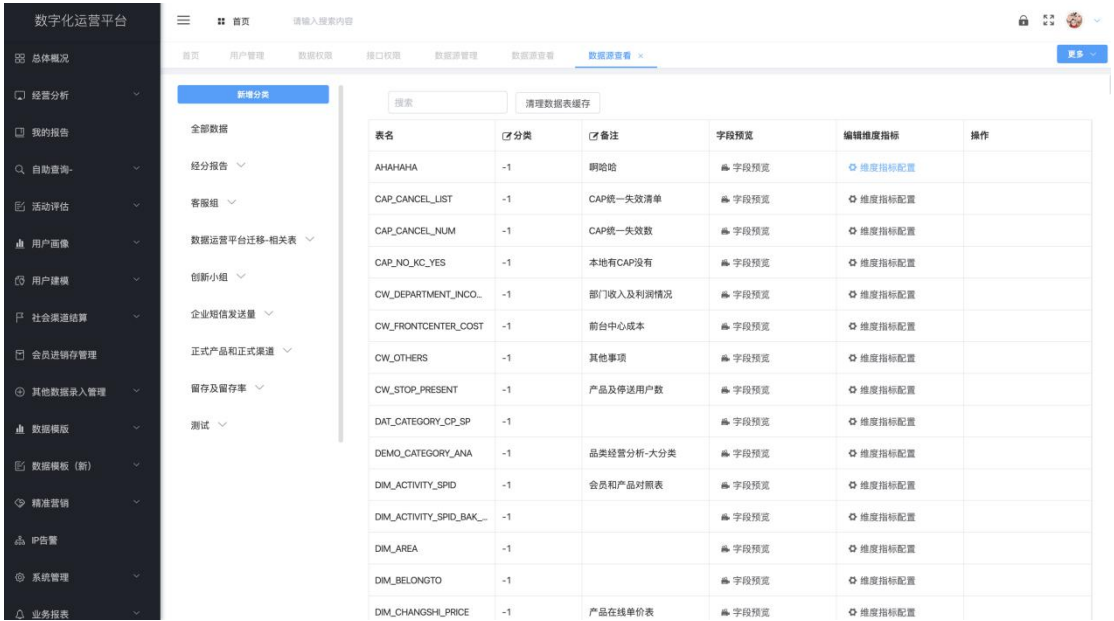 数字化运营平台
首页
请输入搜索内容
首页 用户管理 数据权限 接口权限 数据源管理 数据源查看 数据源查看 × 更多
总体概况
经营分析
我的报告
自助查询-
活动评估
用户画像
用户建模
社会渠道结算
会员进销存管理
其他数据录入管理
数据模版
数据模板（新）
精准营销
IP告警
系统管理
业务报表
新增分类
全部数据
经分报告
客服组
数据运营平台迁移-相关表
创新小组
企业短信发送量
正式产品和正式渠道
留存及留存率
测试
搜索 清理数据表缓存
表名 分类 备注 字段预览 编辑维度指标 操作
AHAHAHA -1 啊哈哈 字段预览 维度指标配置
CAP_CANCEL_LIST -1 CAP统一失效清单 字段预览 维度指标配置
CAP_CANCEL_NUM -1 CAP统一失效数 字段预览 维度指标配置
CAP_NO_KC_YES -1 本地有CAP没有 字段预览 维度指标配置
CW_DEPARTMENT_INCO... -1 部门收入及利润情况 字段预览 维度指标配置
CW_FRONTCENTER_COST -1 前台中心成本 字段预览 维度指标配置
CW_OTHERS -1 其他事项 字段预览 维度指标配置
CW_STOP_PRESENT -1 产品及停送用户数 字段预览 维度指标配置
DAT_CATEGORY_CP_SP -1 字段预览 维度指标配置
DEMO_CATEGORY_ANA -1 品类经营分析-大分类 字段预览 维度指标配置
DIM_ACTIVITY_SPID -1 会员和产品对照表 字段预览 维度指标配置
DIM_ACTIVITY_SPID_BAK_... -1 字段预览 维度指标配置
DIM_AREA -1 字段预览 维度指标配置
DIM_BELONGTO -1 字段预览 维度指标配置
DIM_CHANGSHI_PRICE -1 产品在线单价表 字段预览 维度指标配置